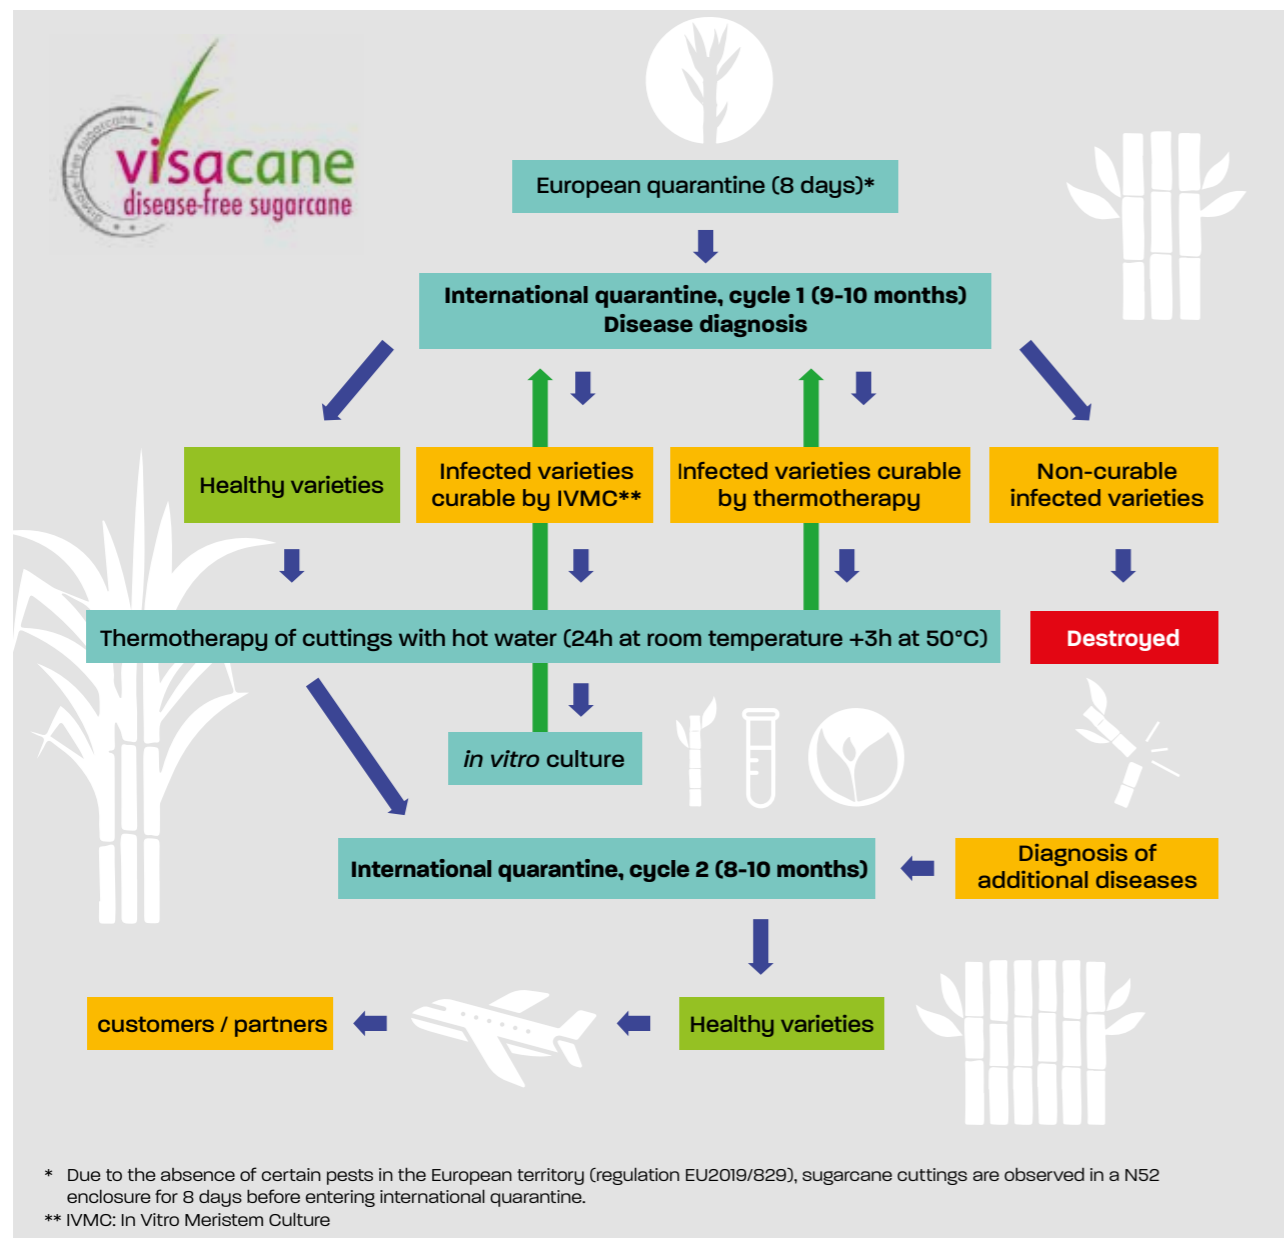 disease-free sugarcane
visacane
disease-free sugarcane
European quarantine (8 days)*
International quarantine, cycle 1 (9-10 months)
Disease diagnosis
Healthy varieties
Infected varieties
curable by IVMC**
Infected varieties curable
by thermotherapy
Non-curable
infected varieties
Thermotherapy of cuttings with hot water (24h at room temperature +3h at 50°C)
Destroyed
in vitro culture
International quarantine, cycle 2 (8-10 months)
Diagnosis of
additional diseases
customers / partners
Healthy varieties
* Due to the absence of certain pests in the European territory (regulation EU2019/829), sugarcane cuttings are observed in a N52
enclosure for 8 days before entering international quarantine.
** IVMC: In Vitro Meristem Culture